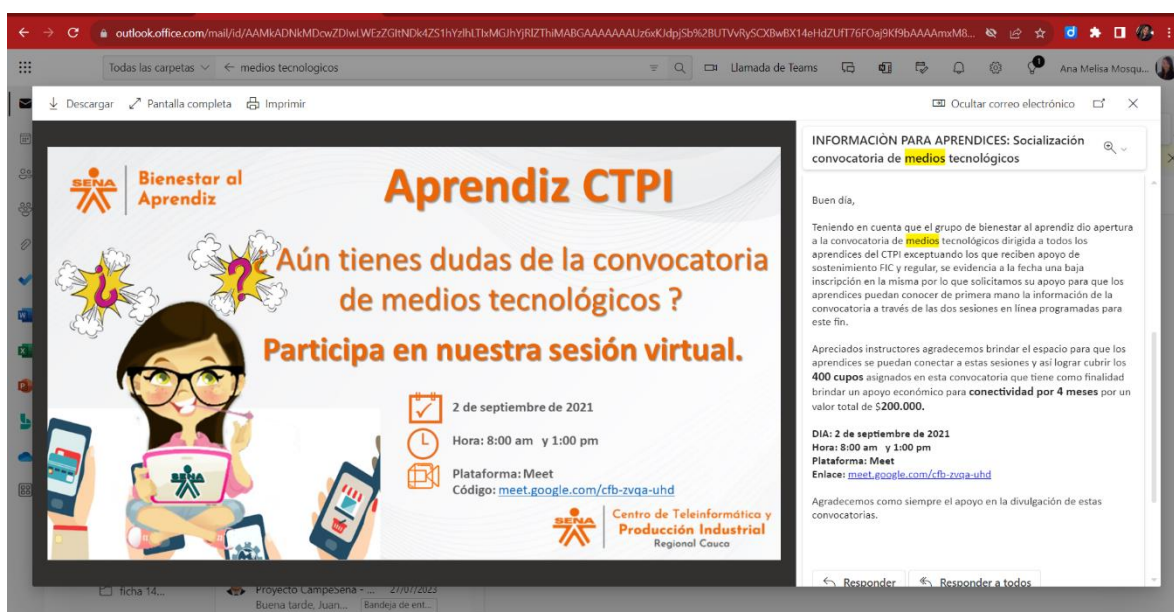 outlook.office.com/mail/id/
Todas las carpetas
medios tecnologicos
Llamada de Teams
Ana Melisa Mosqu...
Descargar
Pantalla completa
Imprimir
Ocultar correo electrónico
SENA
Bienestar al
Aprendiz
Aprendiz CTPI
¿
?
¿Aún tienes dudas de la convocatoria
de medios tecnológicos ?
Participa en nuestra sesión virtual.
2 de septiembre de 2021
Hora: 8:00 am y 1:00 pm
Plataforma: Meet
Código: meet.google.com/cfb-zvqa-uhd
SENA
SENA
Centro de Teleinformática y
Producción Industrial
Regional Cauca
INFORMACIÒN PARA APRENDICES: Socialización
convocatoria de medios tecnológicos
Buen día,
Teniendo en cuenta que el grupo de bienestar al aprendiz dio apertura
a la convocatoria de medios tecnológicos dirigida a todos los
aprendices del CTPI exceptuando los que reciben apoyo de
sostenimiento FIC y regular, se evidencia a la fecha una baja
inscripción en la misma por lo que solicitamos su apoyo para que los
aprendices puedan conocer de primera mano la información de la
convocatoria a través de las dos sesiones en línea programadas para
este fin.
Apreciados instructores agradecemos brindar el espacio para que los
aprendices se puedan conectar a estas sesiones y así lograr cubrir los
400 cupos asignados en esta convocatoria que tiene como finalidad
brindar un apoyo económico para conectividad por 4 meses por un
valor total de $200.000.
DIA: 2 de septiembre de 2021
Hora: 8:00 am y 1:00 pm
Plataforma: Meet
Enlace: meet.google.com/cfb-zvqa-uhd
Agradecemos como siempre el apoyo en la divulgación de estas
convocatorias.
Responder
Responder a todos
ficha 14...
Proyecto CampeSena - ... 27/07/2023
Buena tarde, Juan... Bandeja de ent...